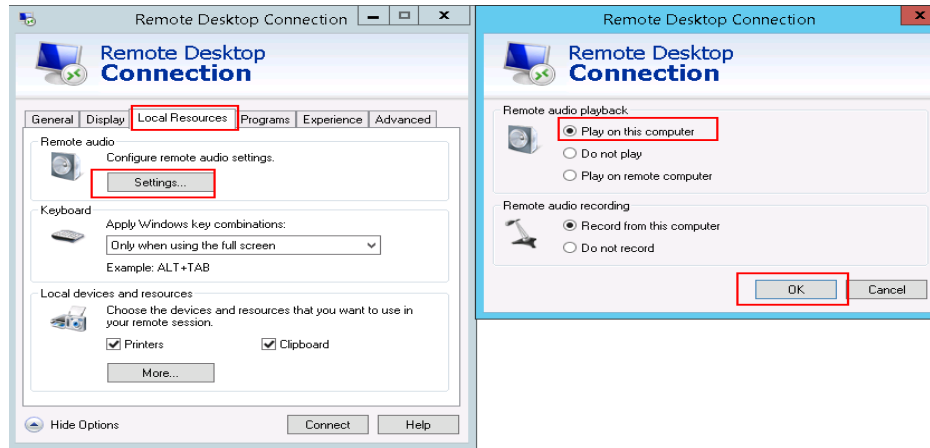 Remote Desktop Connection
Remote Desktop
Connection
General Display Local Resources Programs Experience Advanced
Remote audio
Configure remote audio settings.
Settings...
Keyboard
Apply Windows key combinations:
Only when using the full screen
Example: ALT+TAB
Local devices and resources
Choose the devices and resources that you want to use in
your remote session.
Printers Clipboard
More...
Hide Options Connect Help
Remote Desktop Connection
Remote Desktop
Connection
Remote audio playback
Play on this computer
Do not play
Play on remote computer
Remote audio recording
Record from this computer
Do not record
OK Cancel